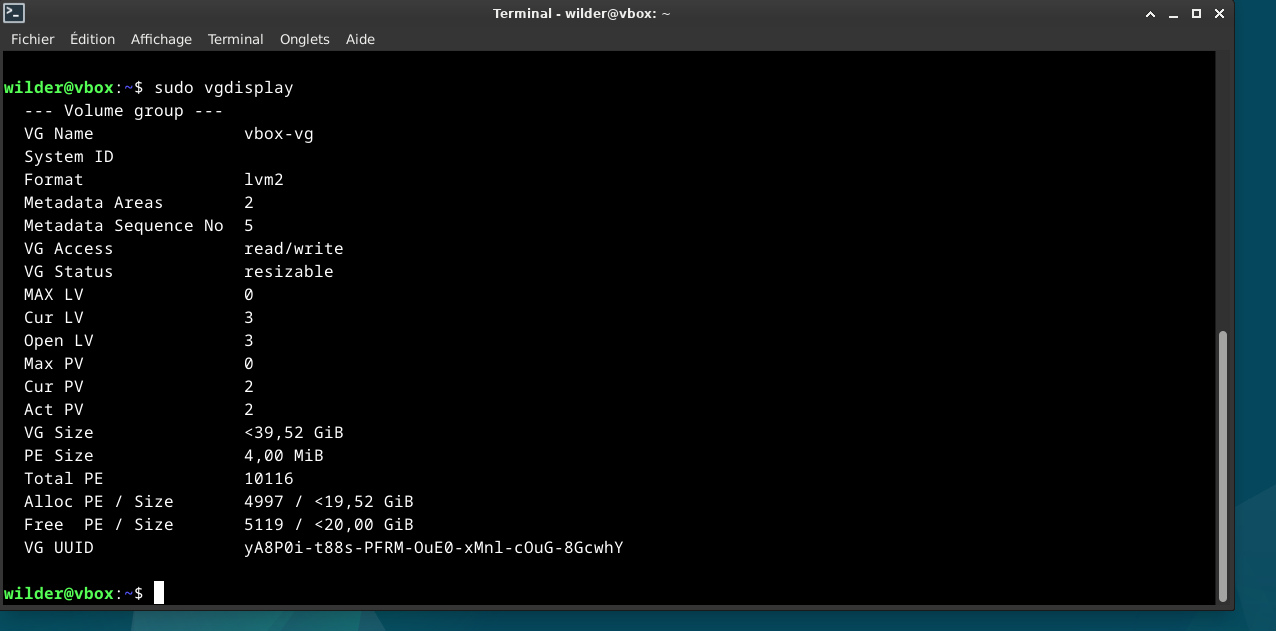 Terminal - wilder@vbox: ~
Fichier Édition Affichage Terminal Onglets Aide
wilder@vbox:~$ sudo vgdisplay
--- Volume group ---
VG Name vbox-vg
System ID
Format lvm2
Metadata Areas 2
Metadata Sequence No 5
VG Access read/write
VG Status resizable
MAX LV 0
Cur LV 3
Open LV 3
Max PV 0
Cur PV 2
Act PV 2
VG Size <39,52 GiB
PE Size 4,00 MiB
Total PE 10116
Alloc PE / Size 4997 / <19,52 GiB
Free PE / Size 5119 / <20,00 GiB
VG UUID yA8P0i-t88s-PFRM-OuE0-xMnl-cOuG-8GcwhY
wilder@vbox:~$